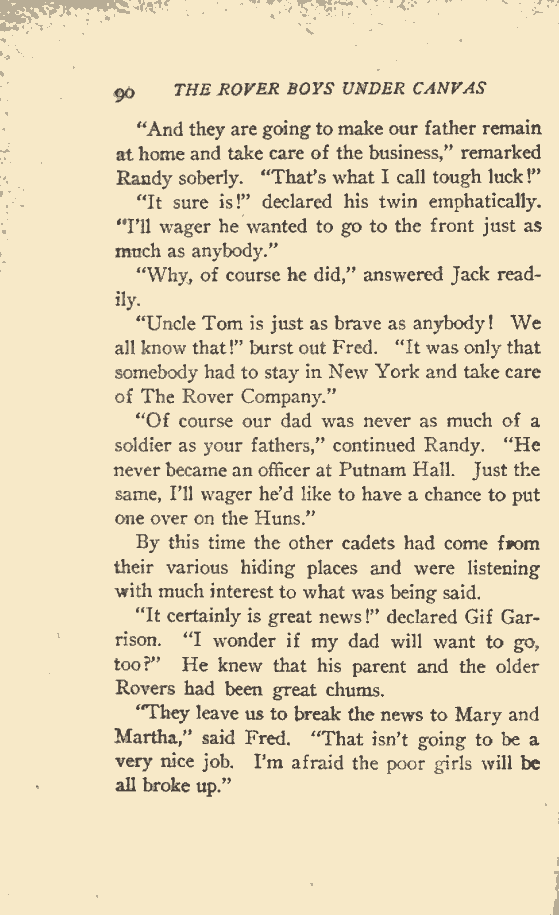 90 THE ROVER BOYS UNDER CANVAS
“And they are going to make our father remain
at home and take care of the business,” remarked
Randy soberly. “That’s what I call tough luck!”
“It sure is!” declared his twin emphatically.
“I’ll wager he wanted to go to the front just as
much as anybody.”
“Why, of course he did,” answered Jack read-
ily.
“Uncle Tom is just as brave as anybody! We
all know that!” burst out Fred. “It was only that
somebody had to stay in New York and take care
of The Rover Company.”
“Of course our dad was never as much of a
soldier as your fathers,” continued Randy. “He
never became an officer at Putnam Hall. Just the
same, I’ll wager he’d like to have a chance to put
one over on the Huns.”
By this time the other cadets had come from
their various hiding places and were listening
with much interest to what was being said.
“It certainly is great news!” declared Gif Gar-
rison. “I wonder if my dad will want to go,
too?” He knew that his parent and the older
Rovers had been great chums.
“They leave us to break the news to Mary and
Martha,” said Fred. “That isn’t going to be a
very nice job. I’m afraid the poor girls will be
all broke up.”